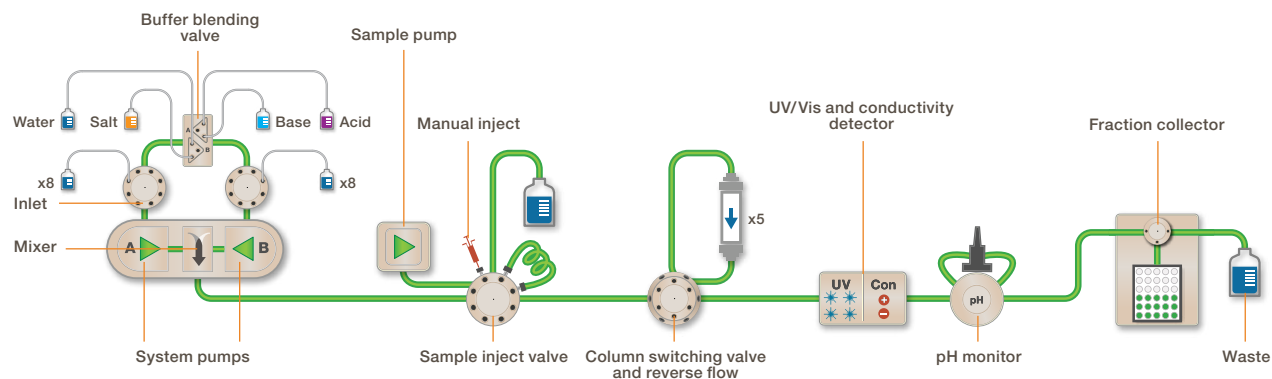 Buffer blending
valve
Sample pump
Water
Salt
Base
Acid
Manual inject
UV/Vis and conductivity
detector
Fraction collector
A
B
x8
x8
Inlet
Mixer
A
B
x5
UV
Con
pH
System pumps
Sample inject valve
Column switching valve
and reverse flow
pH monitor
Waste